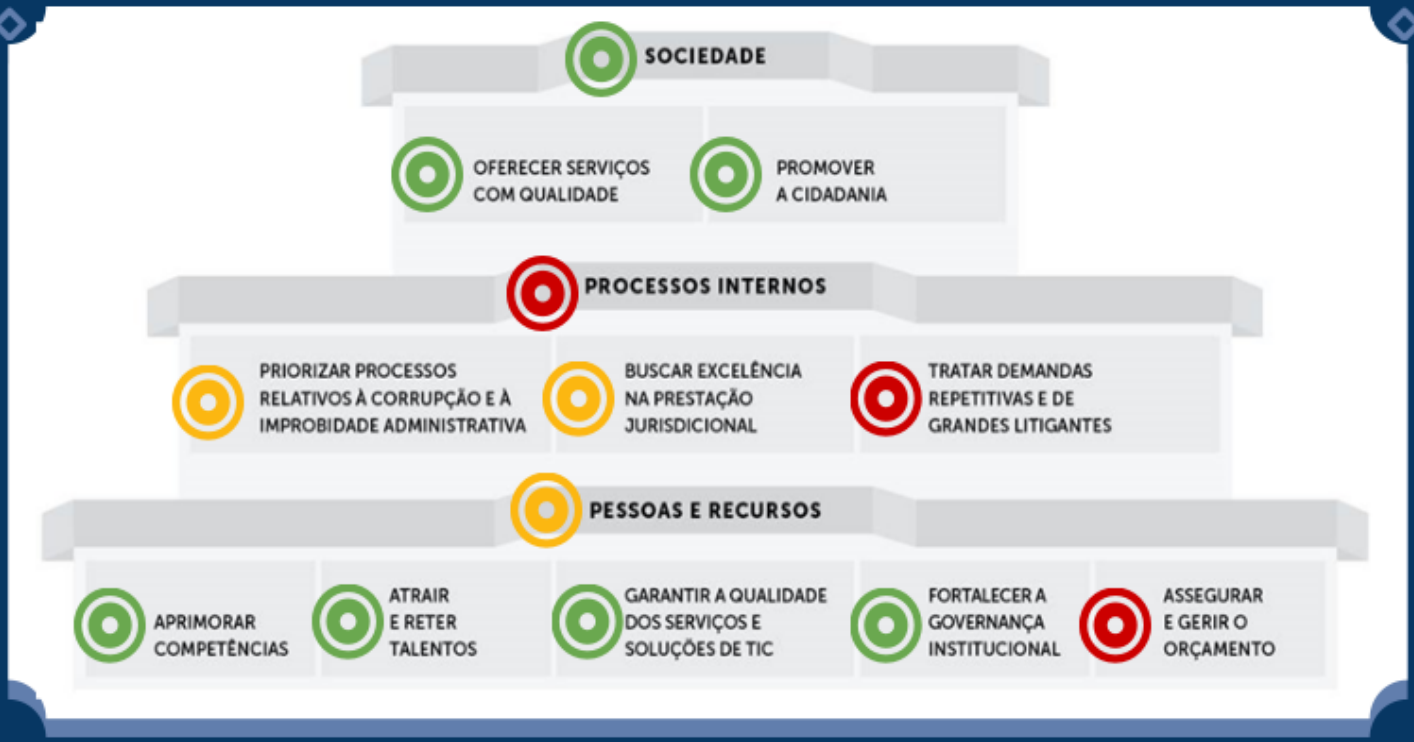 SOCIEDADE
OFERECER SERVIÇOS
COM QUALIDADE
PROMOVER
A CIDADANIA
PROCESSOS INTERNOS
PRIORIZAR PROCESSOS
RELATIVOS À CORRUPÇÃO E À
IMPROBIDADE ADMINISTRATIVA
BUSCAR EXCELÊNCIA
NA PRESTAÇÃO
JURISDICIONAL
TRATAR DEMANDAS
REPETITIVAS E DE
GRANDES LITIGANTES
PESSOAS E RECURSOS
APRIMORAR
COMPETÊNCIAS
ATRAIR
E RETER
TALENTOS
GARANTIR A QUALIDADE
DOS SERVIÇOS E
SOLUÇÕES DE TIC
FORTALECER A
GOVERNANÇA
INSTITUCIONAL
ASSEGURAR
E GERIR O
ORÇAMENTO